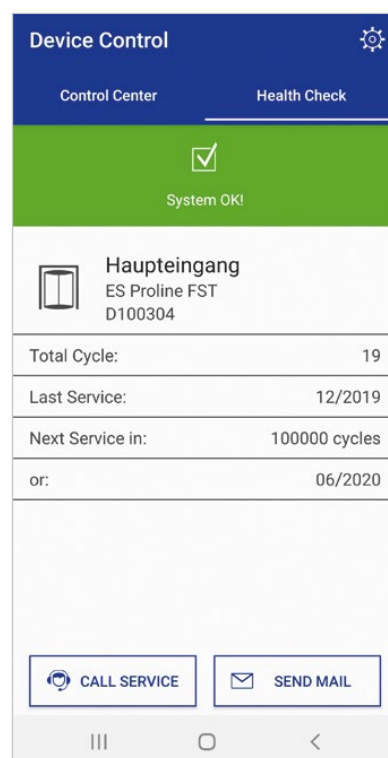 Device Control
Control Center Health Check
System OK!
Haupteingang
ES Proline FST
D100304
Total Cycle: 19
Last Service: 12/2019
Next Service in: 100000 cycles
or: 06/2020
CALL SERVICE SEND MAIL